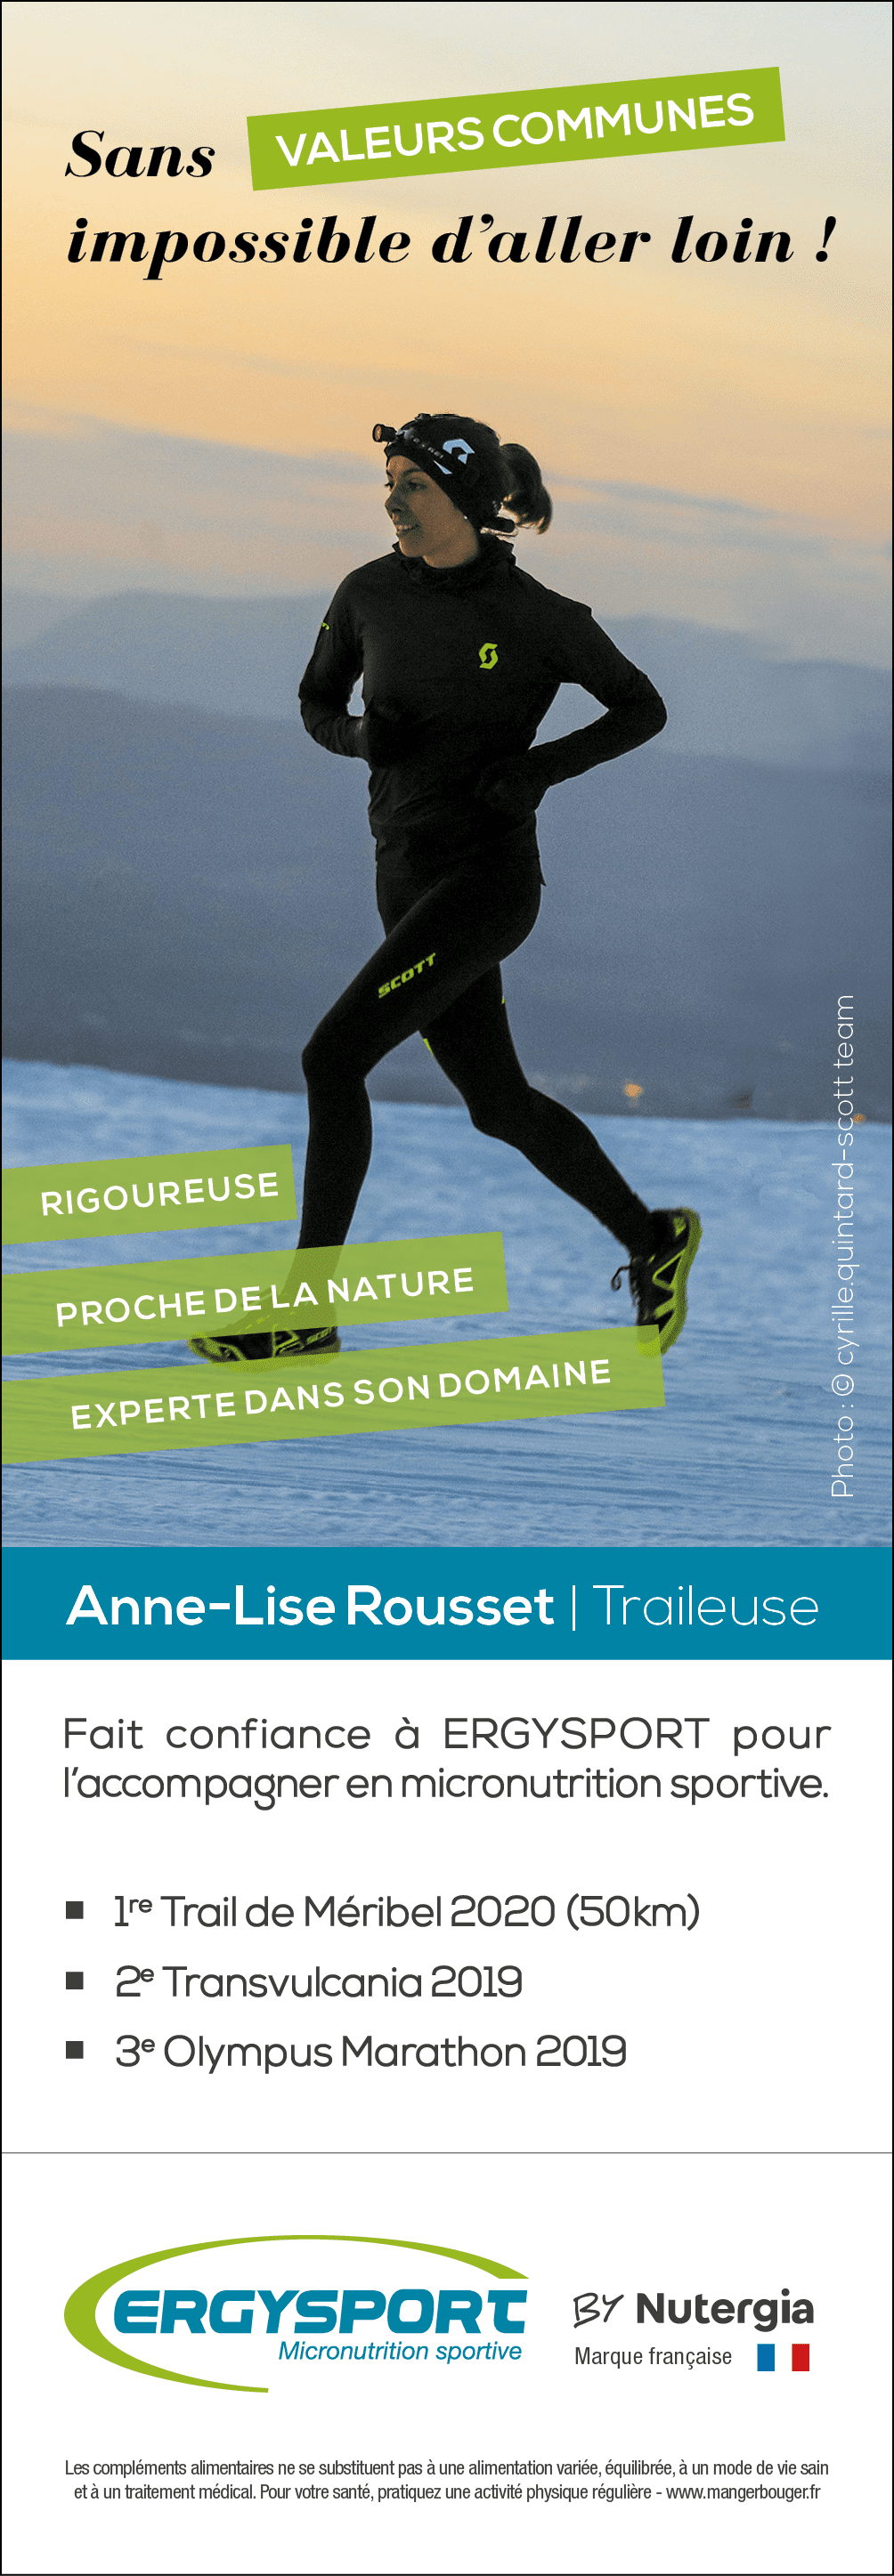 Sans VALEURS COMMUNES
impossible d'aller loin !
SCOTT
RIGOUREUSE
PROCHE DE LA NATURE
EXPERTE DANS SON DOMAINE
Photo : © cyrille.quintard-scott team
Anne-Lise Rousset | Traileuse
Fait confiance à ERGYSPORT pour
l'accompagner en micronutrition sportive.
■ 1re Trail de Méribel 2020 (50km)
■ 2e Transvulcania 2019
■ 3e Olympus Marathon 2019
ERGYSPORT
Micronutrition sportive
BY Nutergia
Marque française
Les compléments alimentaires ne se substituent pas à une alimentation variée, équilibrée, à un mode de vie sain
et à un traitement médical. Pour votre santé, pratiquez une activité physique régulière - www.mangerbouger.fr